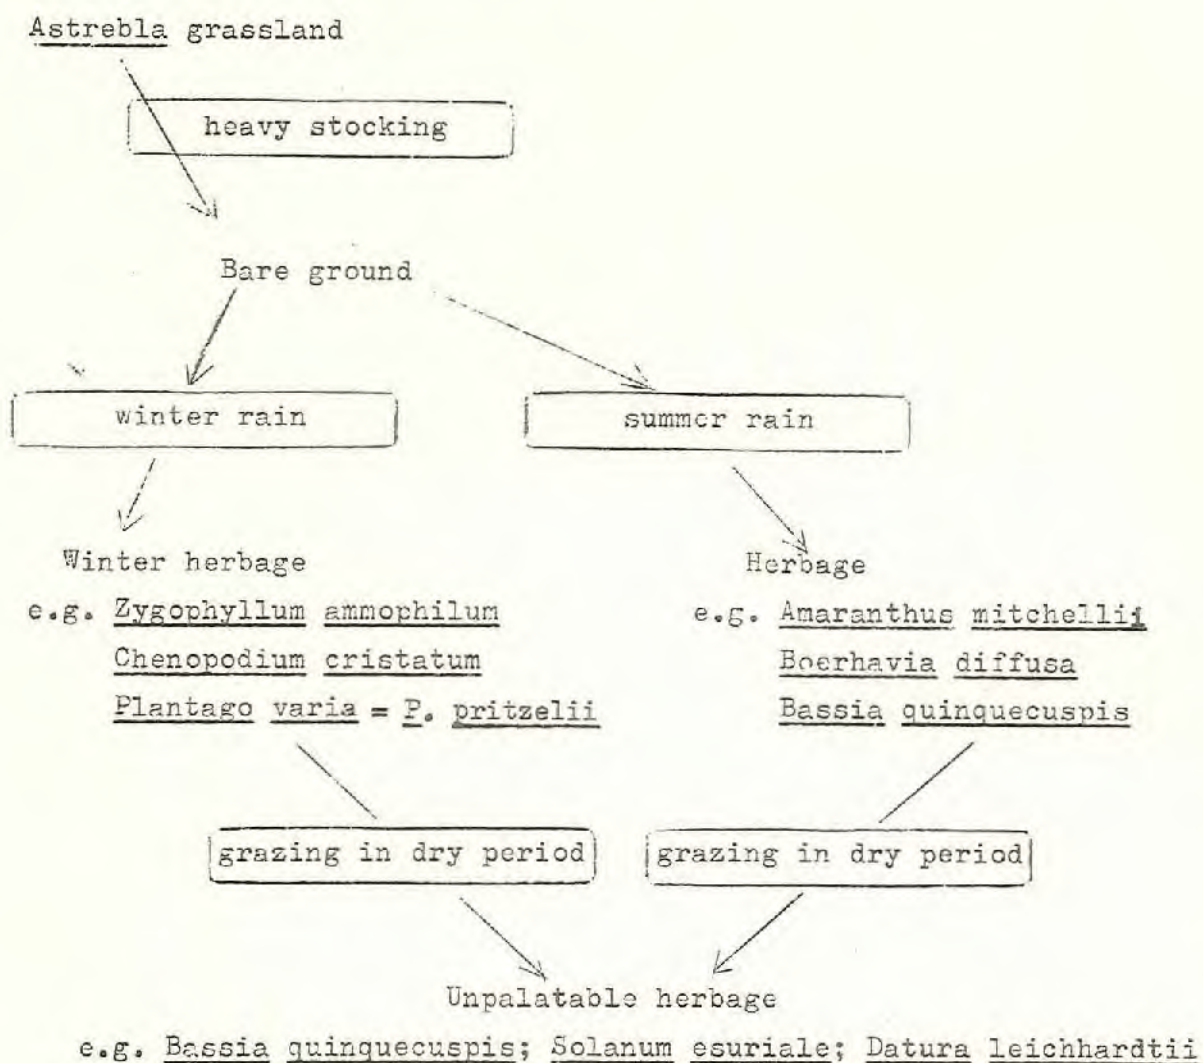 Astrebla grassland
heavy stocking
Bare ground
winter rain
summer rain
Winter herbage
e.g. Zygophyllum ammophilum
Chenopodium cristatum
Plantago varia = P. pritzelii
Herbage
e.g. Amaranthus mitchellii
Boerhavia diffusa
Bassia quinquecuspis
grazing in dry period
grazing in dry period
Unpalatable herbage
e.g. Bassia quinquecuspis; Solanum esuriale; Datura leichhardtii